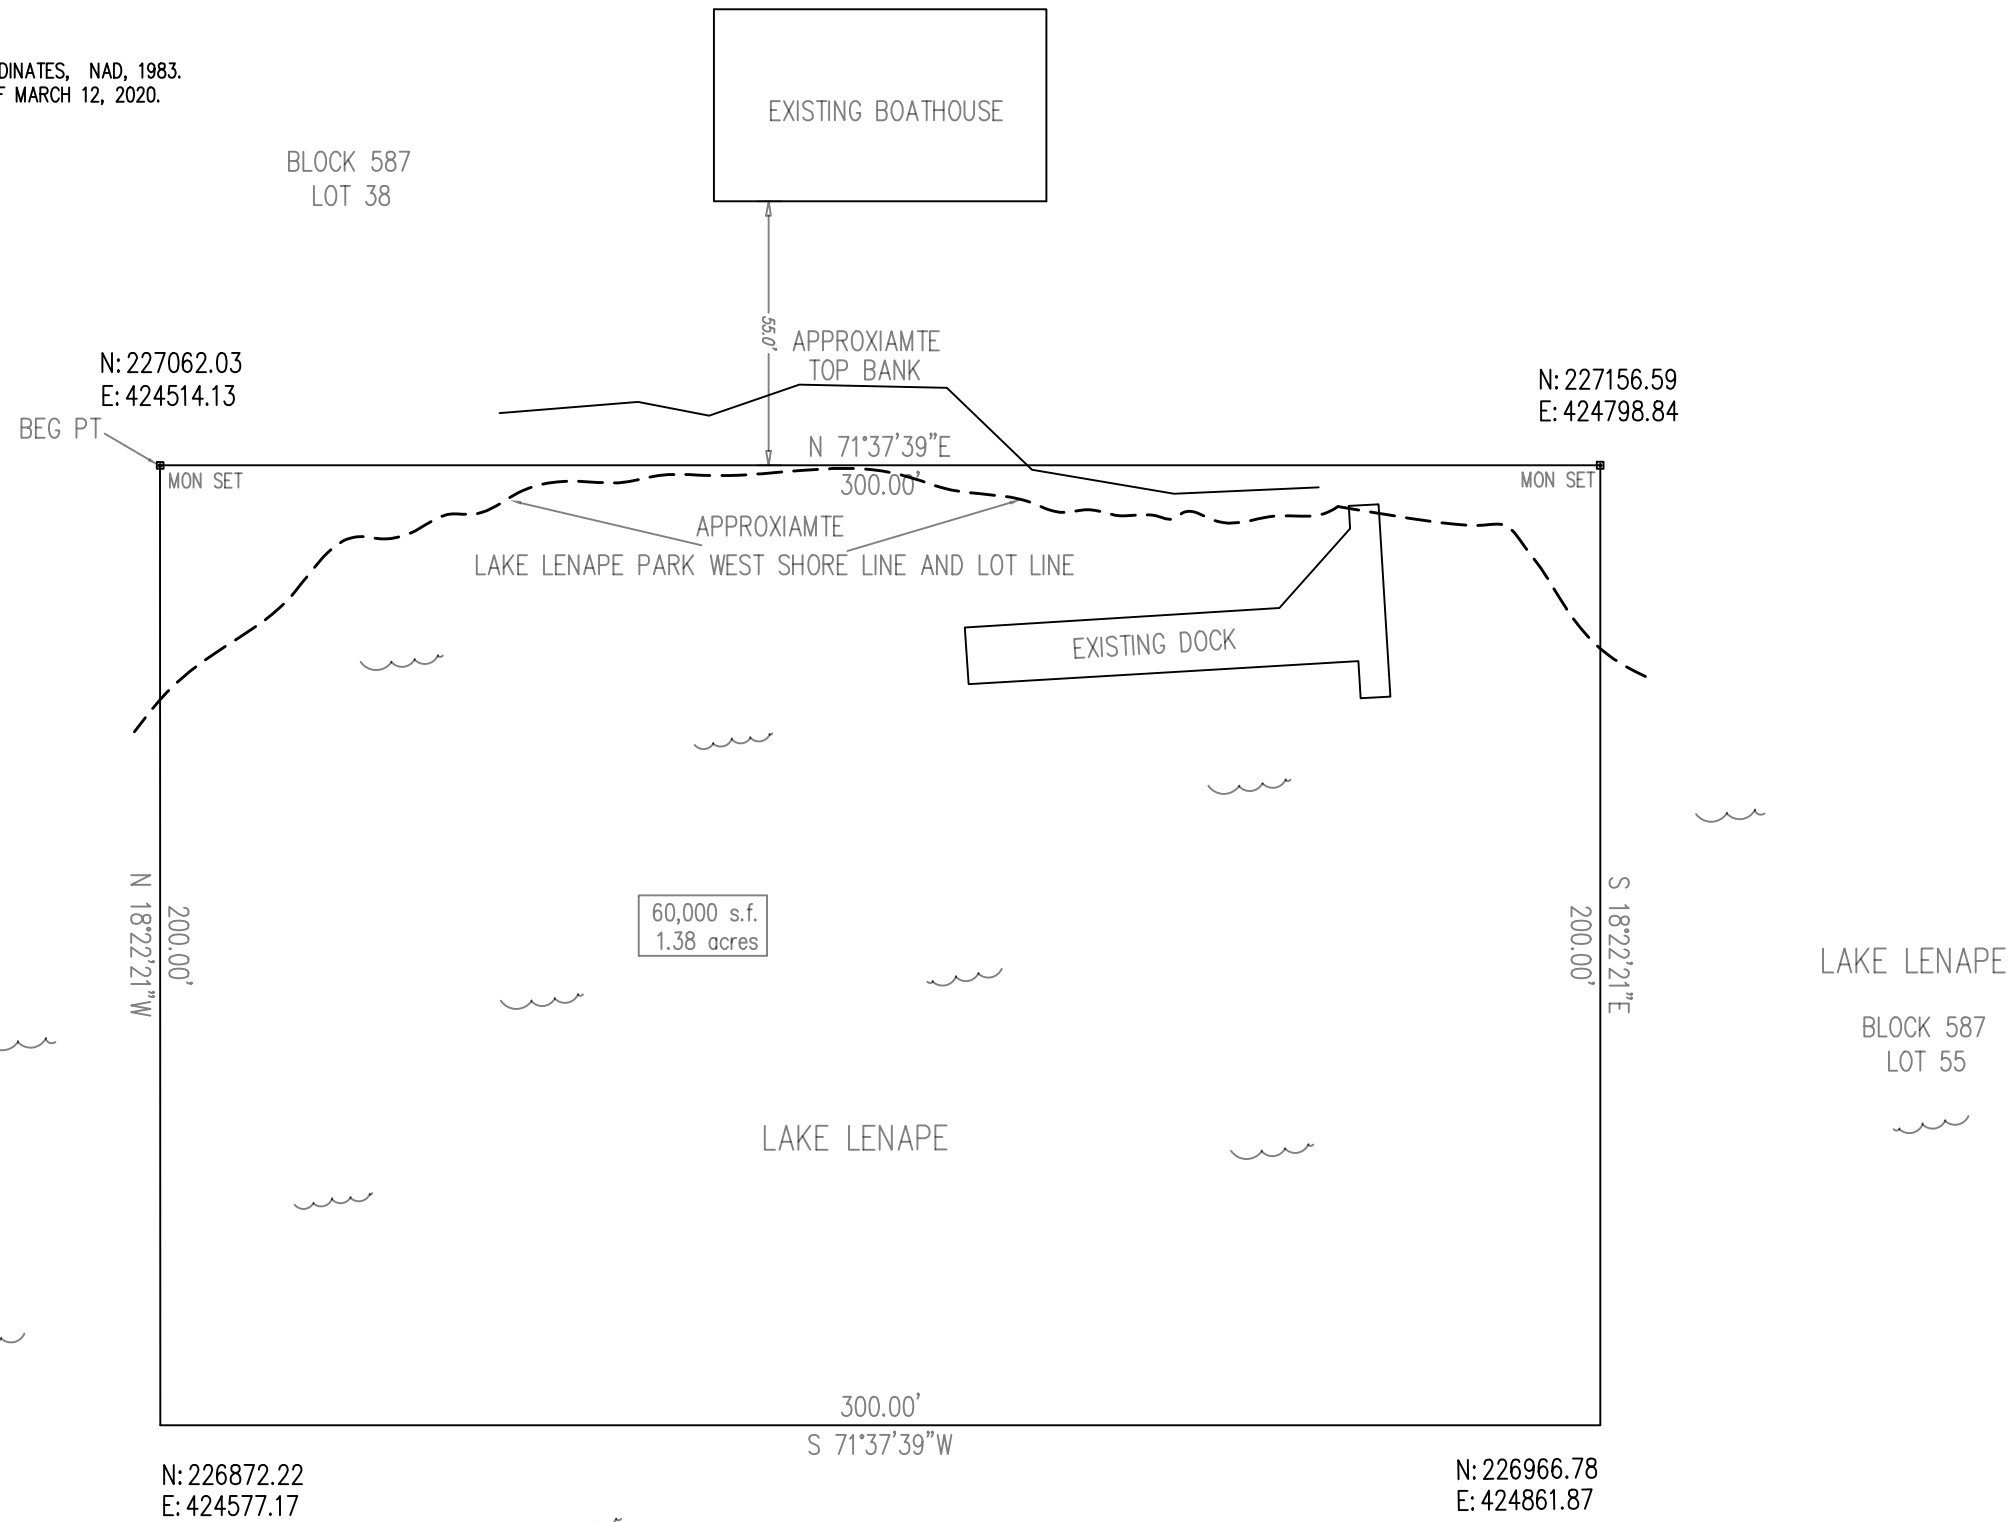 DINATES, NAD, 1983.
MARCH 12, 2020.
EXISTING BOATHOUSE
BLOCK 587
LOT 38
55.0'
APPROXIAMTE
TOP BANK
N: 227062.03
E: 424514.13
BEG PT
N: 227156.59
E: 424798.84
N 71°37'39"E
300.00'
MON SET
MON SET
APPROXIAMTE
LAKE LENAPE PARK WEST SHORE LINE AND LOT LINE
EXISTING DOCK
N 18°22'21"W
200.00'
60,000 s.f.
1.38 acres
200.00'
S 18°22'21"E
LAKE LENAPE
BLOCK 587
LOT 55
LAKE LENAPE
300.00'
S 71°37'39"W
N: 226872.22
E: 424577.17
N: 226966.78
E: 424861.87